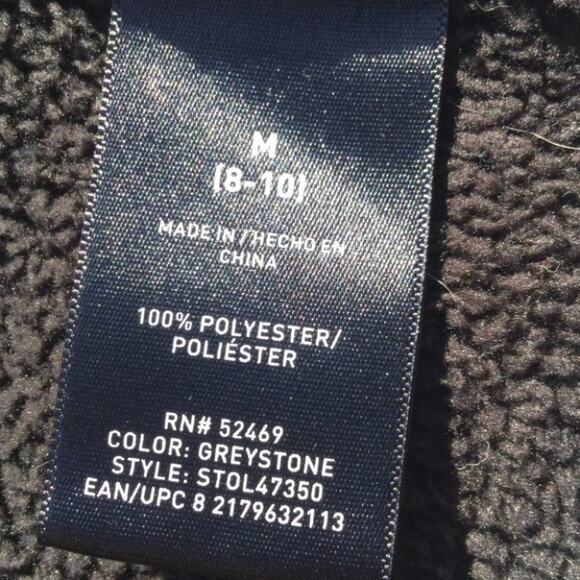 M
(8-10)
MADE IN / HECHO EN
CHINA
100% POLYESTER/
POLIÉSTER
RN# 52469
COLOR: GREYSTONE
STYLE: STOL47350
EAN/UPC 8 2179632113